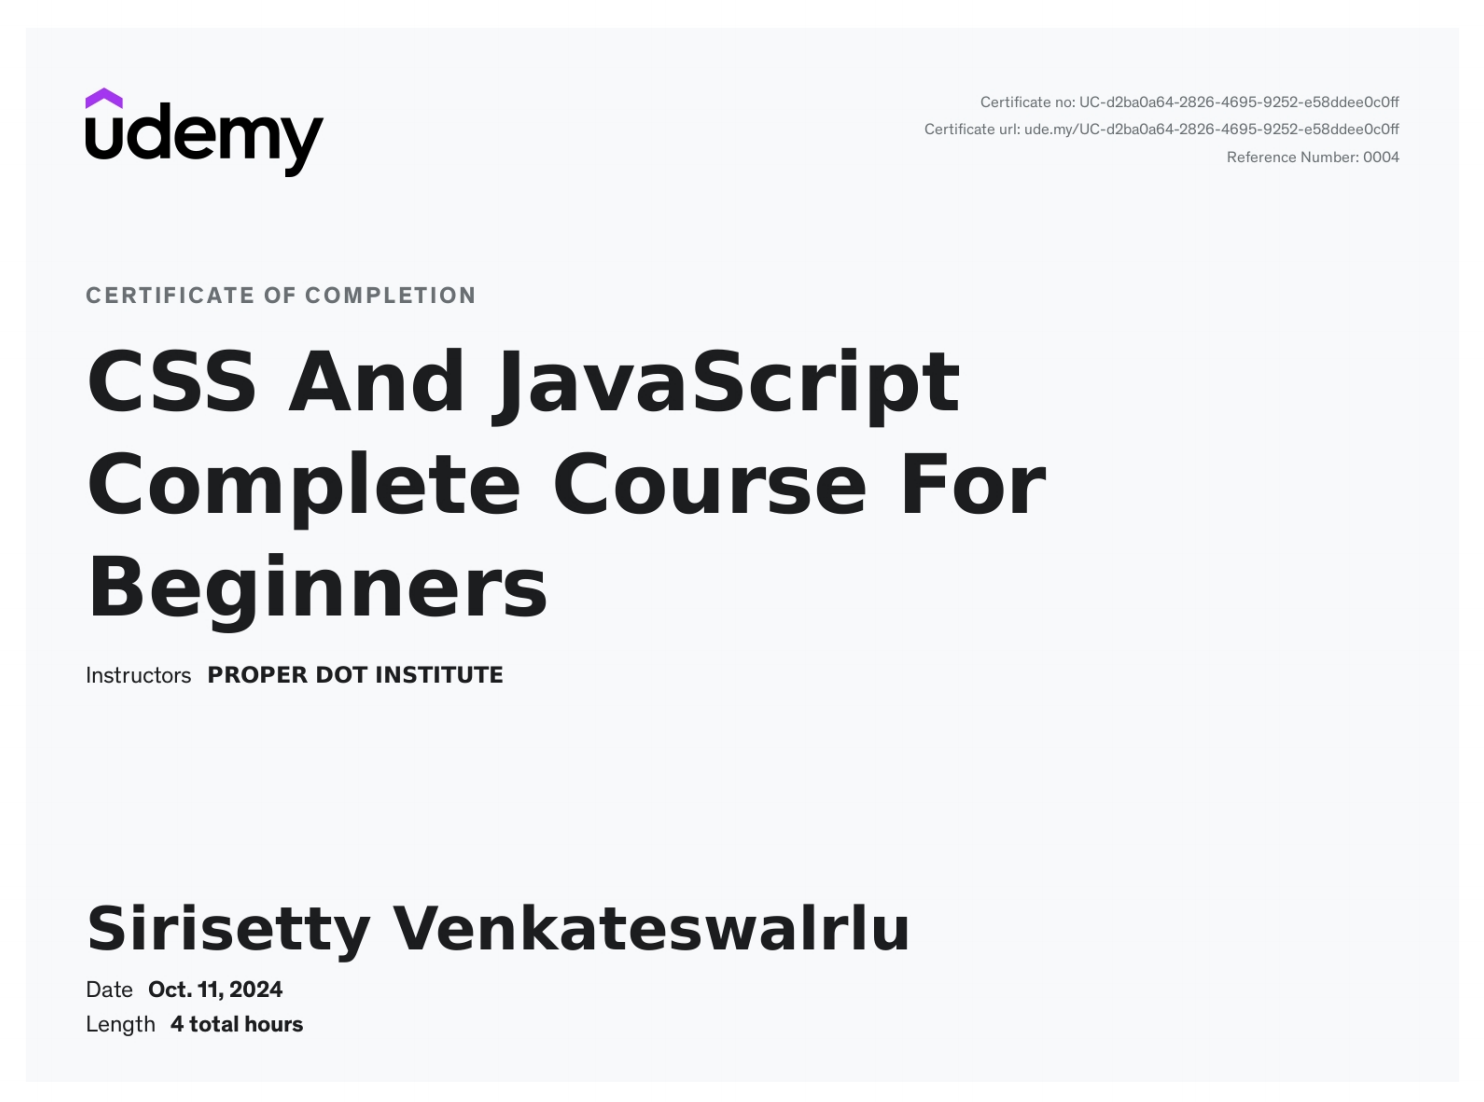 udemy
Certificate no: UC-d2ba0a64-2826-4695-9252-e58ddee0c0ff
Certificate url: ude.my/UC-d2ba0a64-2826-4695-9252-e58ddee0c0ff
Reference Number: 0004
CERTIFICATE OF COMPLETION
CSS And JavaScript
Complete Course For
Beginners
Instructors PROPER DOT INSTITUTE
Sirisetty Venkateswalrlu
Date Oct. 11, 2024
Length 4 total hours